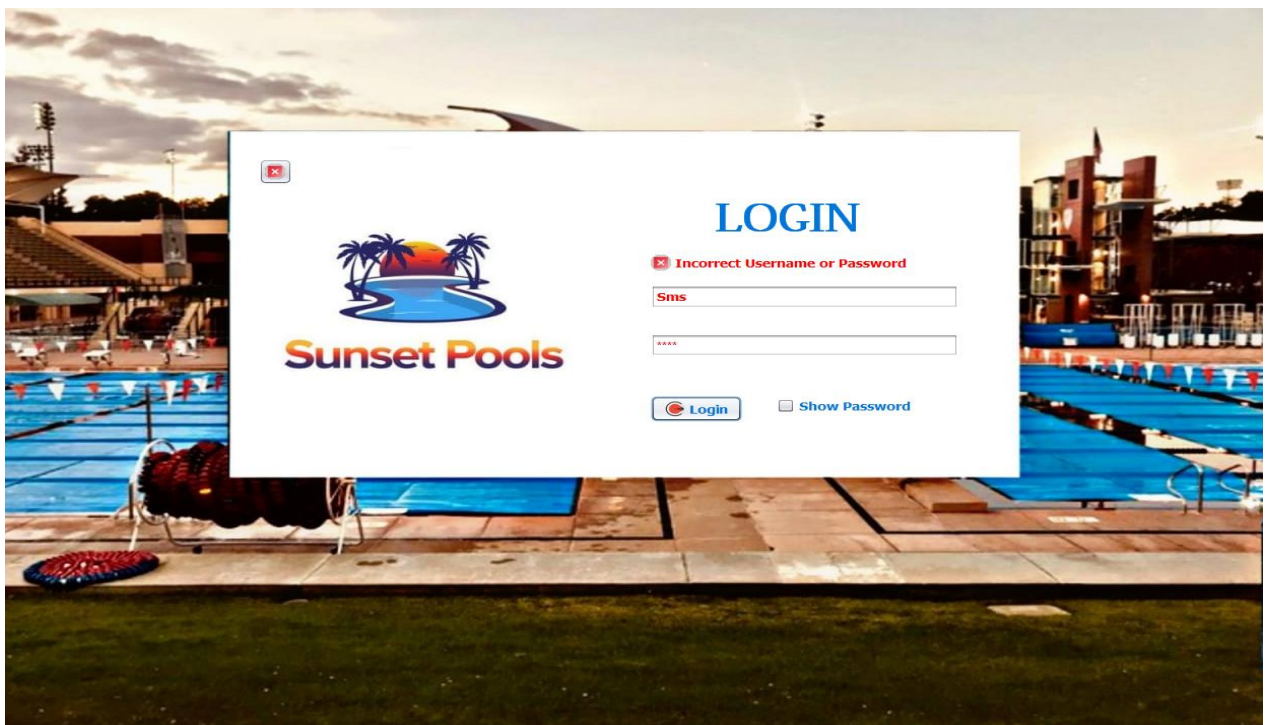 LOGIN
Incorrect Username or Password
Sms
****
Sunset Pools
Login
Show Password